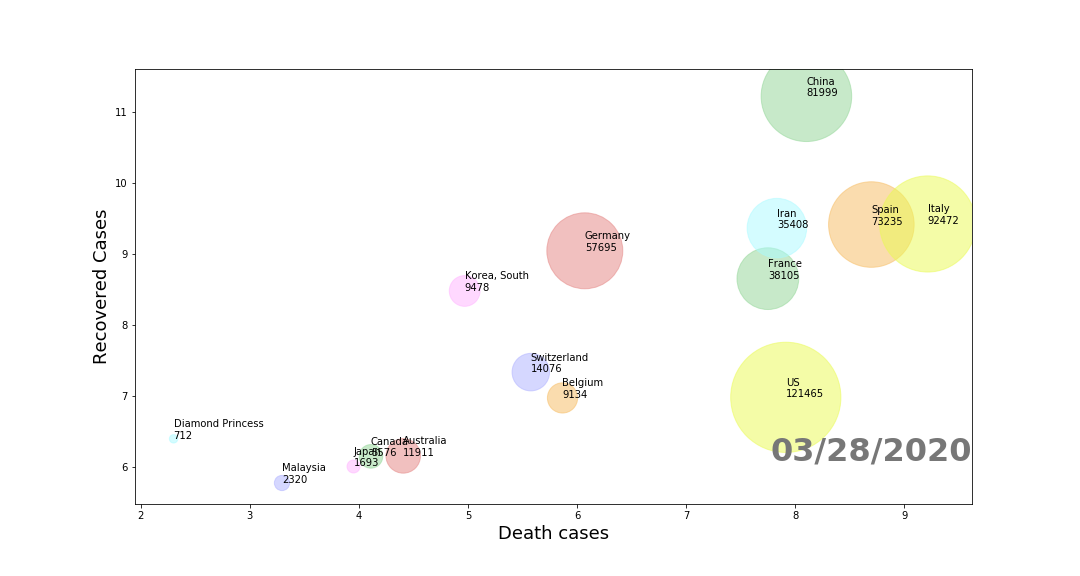 China
81999
11
10
Iran
35408
Spain
73235
Italy
92472
Germany
57695
9
France
38105
Korea, South
9478
Recovered Cases
8
Switzerland
14076
Belgium
9134
US
121465
7
Diamond Princess
712
Canada
5576
Australia
11911
Japan
1693
03/28/2020
6
Malaysia
2320
2
3
4
5
6
7
8
9
Death cases